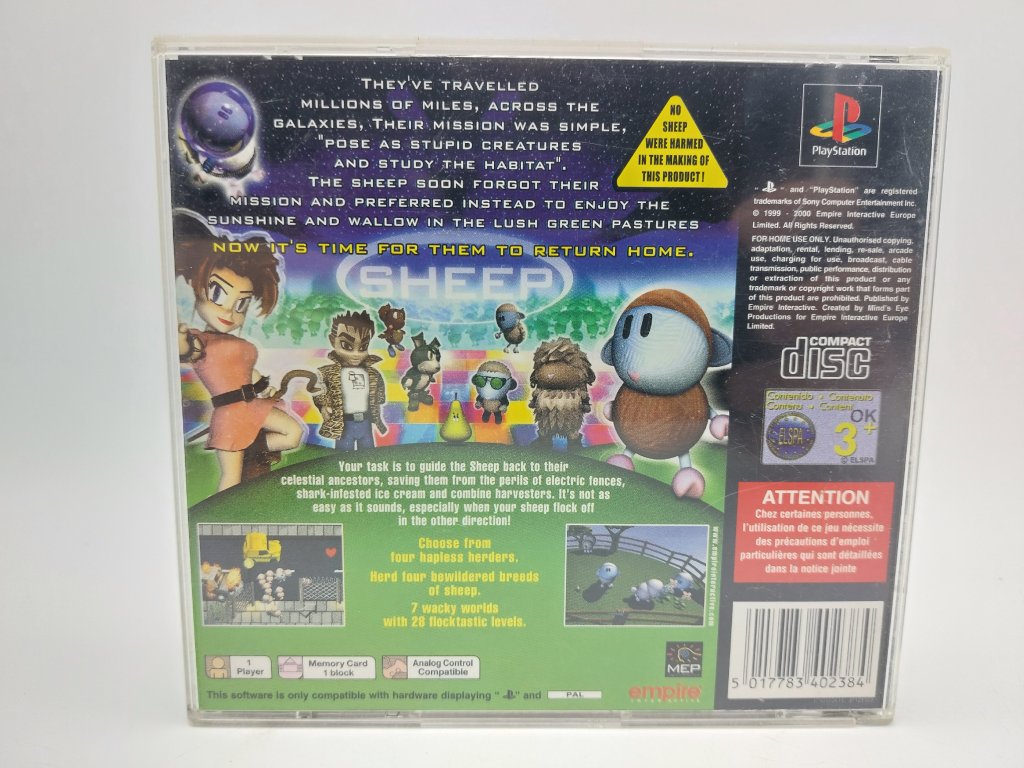 THEY'VE TRAVELLED
MILLIONS OF MILES, ACROSS THE
GALAXIES, THEIR MISSION WAS SIMPLE,
"POSE AS STUPID CREATURES
AND STUDY THE HABITAT".
THE SHEEP SOON FORGOT THEIR
MISSION AND PREFERRED INSTEAD TO ENJOY THE
SUNSHINE AND WALLOW IN THE LUSH GREEN PASTURES
NOW IT'S TIME FOR THEM TO RETURN HOME.
SHEEP
NO
SHEEP
WERE HARMED
IN THE MAKING OF
THIS PRODUCT!
Your task is to guide the Sheep back to their
celestial ancestors, saving them from the perils of electric fences,
shark-infested ice cream and combine harvesters. It's not as
easy as it sounds, especially when your sheep flock off
in the other direction!
Choose from
four hapless herders.
Herd four bewildered breeds
of sheep.
7 wacky worlds
with 28 flocktastic levels.
www.empireinteractive.com
1
Player
Memory Card
1 block
Analog Control
Compatible
MEP
This software is only compatible with hardware displaying " " and PAL
empire
INTERACTIVE
PlayStation
" " and "PlayStation" are registered
trademarks of Sony Computer Entertainment Inc.
© 1999 - 2000 Empire Interactive Europe
Limited. All Rights Reserved.
FOR HOME USE ONLY. Unauthorised copying,
adaptation, rental, lending, re-sale, arcade
use, charging for use, broadcast, cable
transmission, public performance, distribution
or extraction of this product or any
trademark or copyright work that forms part
of this product are prohibited. Published by
Empire Interactive. Created by Mind's Eye
Productions for Empire Interactive Europe
Limited.
COMPACT
disc
Contenido - Contenuto
Contenu - Content
OK
ELSPA
3+
© ELSPA
ATTENTION
Chez certaines personnes,
l'utilisation de ce jeu nécessite
des précautions d'emploi
particulières qui sont détaillées
dans la notice jointe
5 017783 402384